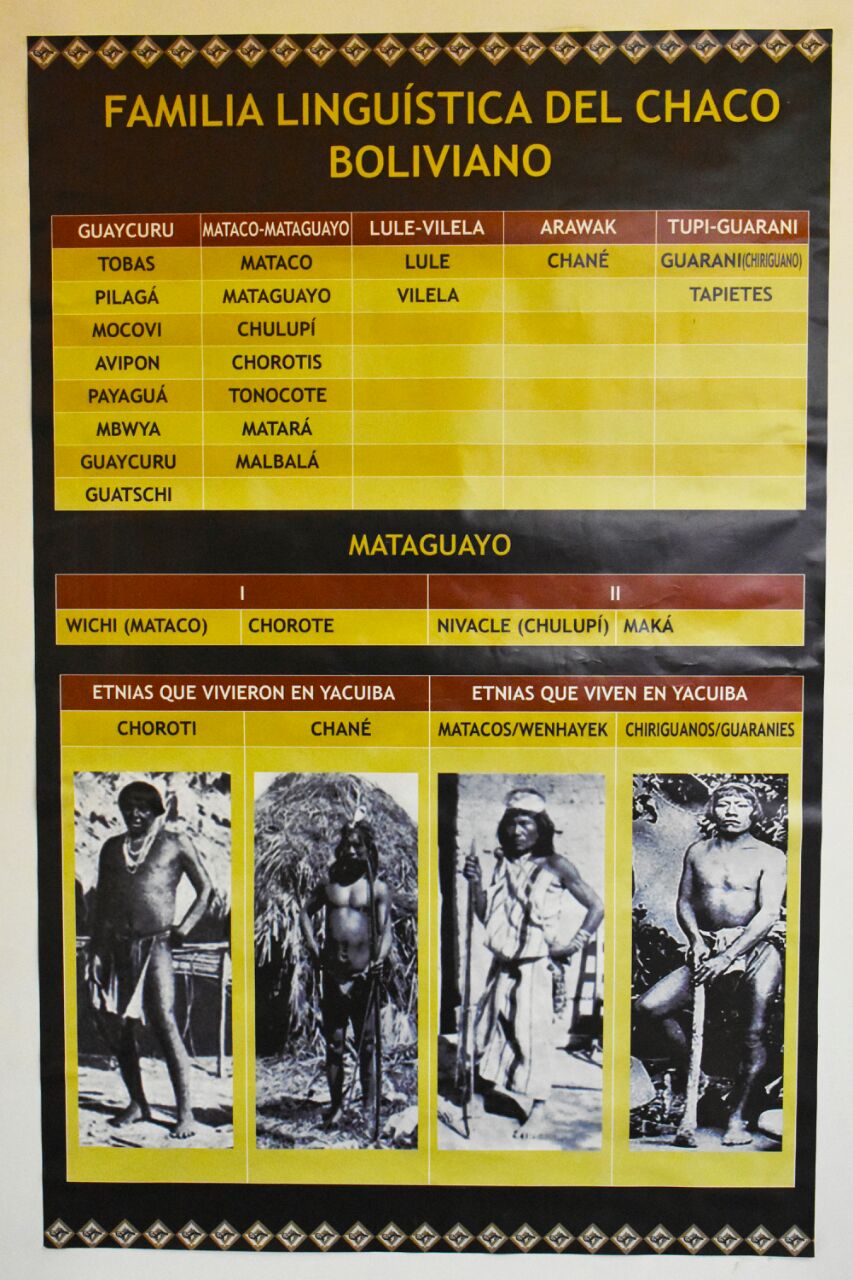 FAMILIA LINGUÍSTICA DEL CHACO
BOLIVIANO
GUAYCURU MATACO-MATAGUAYO LULE-VILELA ARAWAK TUPI-GUARANI
TOBAS MATACO LULE CHANÉ GUARANI(CHIRIGUANO)
PILAGÁ MATAGUAYO VILELA TAPIETES
MOCOVI CHULUPÍ
AVIPON CHOROTIS
PAYAGUÁ TONOCOTE
MBWYA MATARÁ
GUAYCURU MALBALÁ
GUATSCHI
MATAGUAYO
I II
WICHI (MATACO) CHOROTE NIVACLE (CHULUPÍ) MAKÁ
ETNIAS QUE VIVIERON EN YACUIBA ETNIAS QUE VIVEN EN YACUIBA
CHOROTI CHANÉ MATACOS/WENHAYEK CHIRIGUANOS/GUARANIES